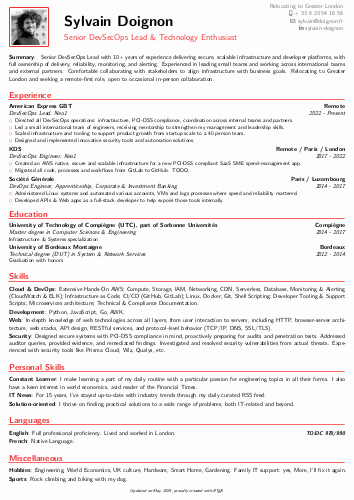 Relocating to Greater London
+ 33 6 23 54 16 56
sylvain@doignon.fr
sylvain-doignon
Sylvain Doignon
Senior DevSecOps Lead & Technology Enthusiast
Summary: Senior DevSecOps Lead with 10+ years of experience delivering secure, scalable infrastructure and developer platforms, with
full ownership of delivery, reliability, monitoring, and alerting. Experienced in leading small teams and working across international teams
and external partners. Comfortable collaborating with stakeholders to align infrastructure with business goals. Relocating to Greater
London and seeking a remote-first role, open to occasional in-person collaboration.
Experience
American Express GBT Remote
DevSecOps Lead, Neo1 2022 - Present
Directed all DevSecOps operations: infrastructure, PCI-DSS compliance, coordination across internal teams and partners.
Led a small international team of engineers, receiving mentorship to strengthen my management and leadership skills.
Scaled infrastructure and tooling to support product growth from startup scale to a 40 person team.
Designed and implemented innovative security tools and automation solutions.
KDS Remote / Paris / London
DevSecOps Engineer, Neo1 2017 - 2022
Created an AWS native, secure and scalable infrastructure for a new PCI-DSS compliant SaaS SME spend-management app.
Migrated all code, processes and workflows from GitLab to GitHub. TODO.
Société Générale Paris / Luxembourg
DevOps Engineer, Apprenticeship, Corporate & Investment Banking 2014 - 2017
Administered Linux systems and automated various accounts, VMs and logs processes where speed and reliability mattered.
Developed APIs & Web apps as a full-stack developer to help expose those tools internally.
Education
University of Technology of Compiègne (UTC), part of Sorbonne Universités Compiègne
Master degree in Computer Sciences & Engineering 2014 - 2017
Infrastructure & Systems specialization
University of Bordeaux Montaigne Bordeaux
Technical degree (DUT) in System & Network Services 2012 - 2014
Graduation with honors
Skills
Cloud & DevOps: Extensive Hands-On AWS; Compute, Storage, IAM, Networking, CDN, Serverless, Database, Monitoring & Alerting
(CloudWatch & ELK); Infrastructure as Code; CI/CD (GitHub, GitLab); Linux, Docker, Git, Shell Scripting; Developer Tooling & Support
Scripts; Microservices architecture; Technical & Compliance Documentation.
Development: Python, JavaScript, Go, AWK.
Web: In-depth knowledge of web technologies across all layers, from user interaction to servers, including HTTP, browser-server archi-
tecture, web stacks, API design, RESTful services, and protocol-level behavior (TCP/IP, DNS, SSL/TLS).
Security: Designed secure systems with PCI-DSS compliance in mind, proactively preparing for audits and penetration tests. Addressed
auditor queries, provided evidence, and remediated findings. Investigated and resolved security vulnerabilities from actual threats. Expe-
rienced with security tools like Prisma Cloud, Wiz, Qualys, etc.
Personal Skills
Constant Learner: I make learning a part of my daily routine with a particular passion for engineering topics in all their forms. I also
have a keen interest in world economics, avid reader of the Financial Times.
IT News: For 15 years, I've stayed up-to-date with industry trends through my daily curated RSS feed.
Solution-oriented: I thrive on finding practical solutions to a wide range of problems, both IT-related and beyond.
Languages
English: Full professional proficiency. Lived and worked in London. TOEIC 975/990
French: Native Language.
Miscellaneous
Hobbies: Engineering, World Economics, UK culture, Hardware, Smart Home, Gardening. Family IT support: yes, Mom, I'll fix it again.
Sports: Rock climbing and biking with my dog.
Updated on May, 2025, proudly created with LaTeX